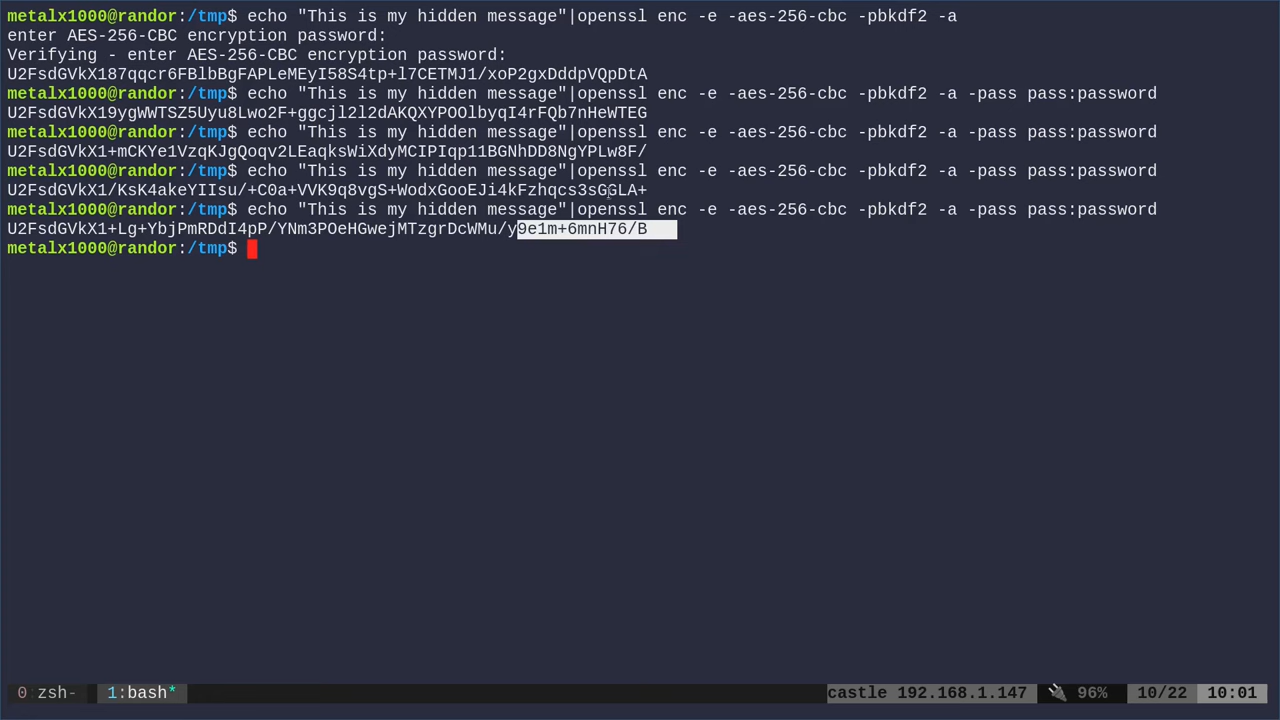 metalx1000@randor:/tmp$ echo "This is my hidden message"|openssl enc -e -aes-256-cbc -pbkdf2 -a
enter AES-256-CBC encryption password:
Verifying - enter AES-256-CBC encryption password:
U2FsdGVkX187qqcr6FBlbBgFAPLeMEyI58S4tp+l7CETMJ1/xoP2gxDddpVQpDtA
metalx1000@randor:/tmp$ echo "This is my hidden message"|openssl enc -e -aes-256-cbc -pbkdf2 -a -pass pass:password
U2FsdGVkX19ygWWTSZ5Uyu8Lwo2F+ggcjl2l2dAKQXYPOOlbyqI4rFQb7nHeWTEG
metalx1000@randor:/tmp$ echo "This is my hidden message"|openssl enc -e -aes-256-cbc -pbkdf2 -a -pass pass:password
U2FsdGVkX1+mCKYe1VzqKJgQoqv2LEaqksWiXdyMCIPIqp11BGNhDD8NgYPLw8F/
metalx1000@randor:/tmp$ echo "This is my hidden message"|openssl enc -e -aes-256-cbc -pbkdf2 -a -pass pass:password
U2FsdGVkX1/KsK4akeYIIsu/+C0a+VVK9q8vgS+WodxGooEJi4kFzhqcs3sGGLA+
metalx1000@randor:/tmp$ echo "This is my hidden message"|openssl enc -e -aes-256-cbc -pbkdf2 -a -pass pass:password
U2FsdGVkX1+Lg+YbjPmRDdI4pP/YNm3POeHGwejMTzgrDcWMu/y9e1m+6mnH76/B
metalx1000@randor:/tmp$
0:zsh- 1:bash* castle 192.168.1.147 96% 10/22 10:01